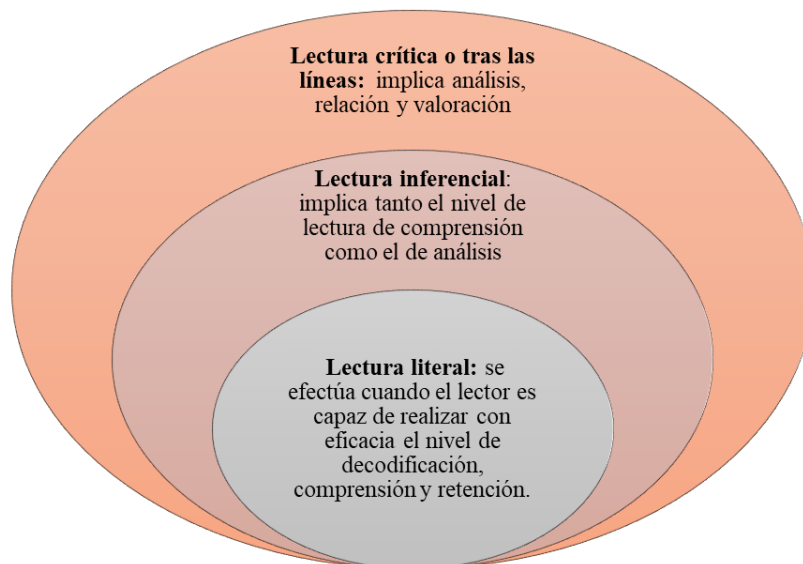 Lectura crítica o tras las
líneas: implica análisis,
relación y valoración
Lectura inferencial:
implica tanto el nivel de
lectura de comprensión
como el de análisis
Lectura literal: se
efectúa cuando el lector es
capaz de realizar con
eficacia el nivel de
decodificación,
comprensión y retención.